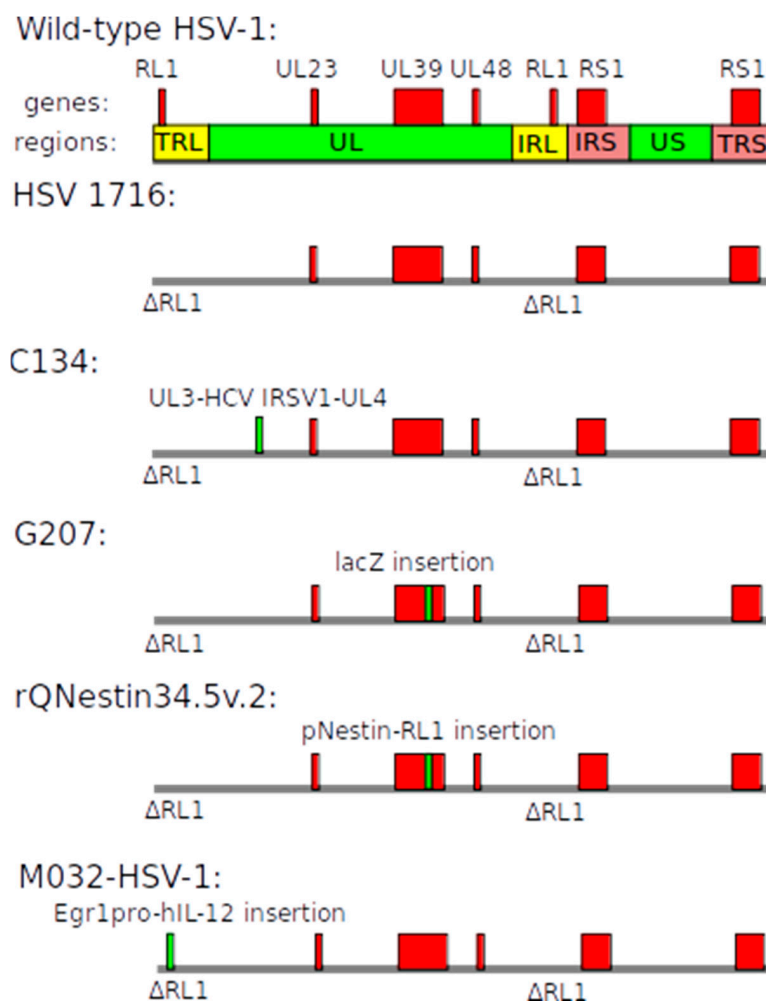 Wild-type HSV-1:
RL1 UL23 UL39 UL48 RL1 RS1 RS1
genes:
regions: TRL UL IRL IRS US TRS
HSV 1716:
ΔRL1 ΔRL1
C134:
UL3-HCV IRSV1-UL4
ΔRL1 ΔRL1
G207:
lacZ insertion
ΔRL1 ΔRL1
rQNestin34.5v.2:
pNestin-RL1 insertion
ΔRL1 ΔRL1
M032-HSV-1:
Egr1pro-hIL-12 insertion
ΔRL1 ΔRL1